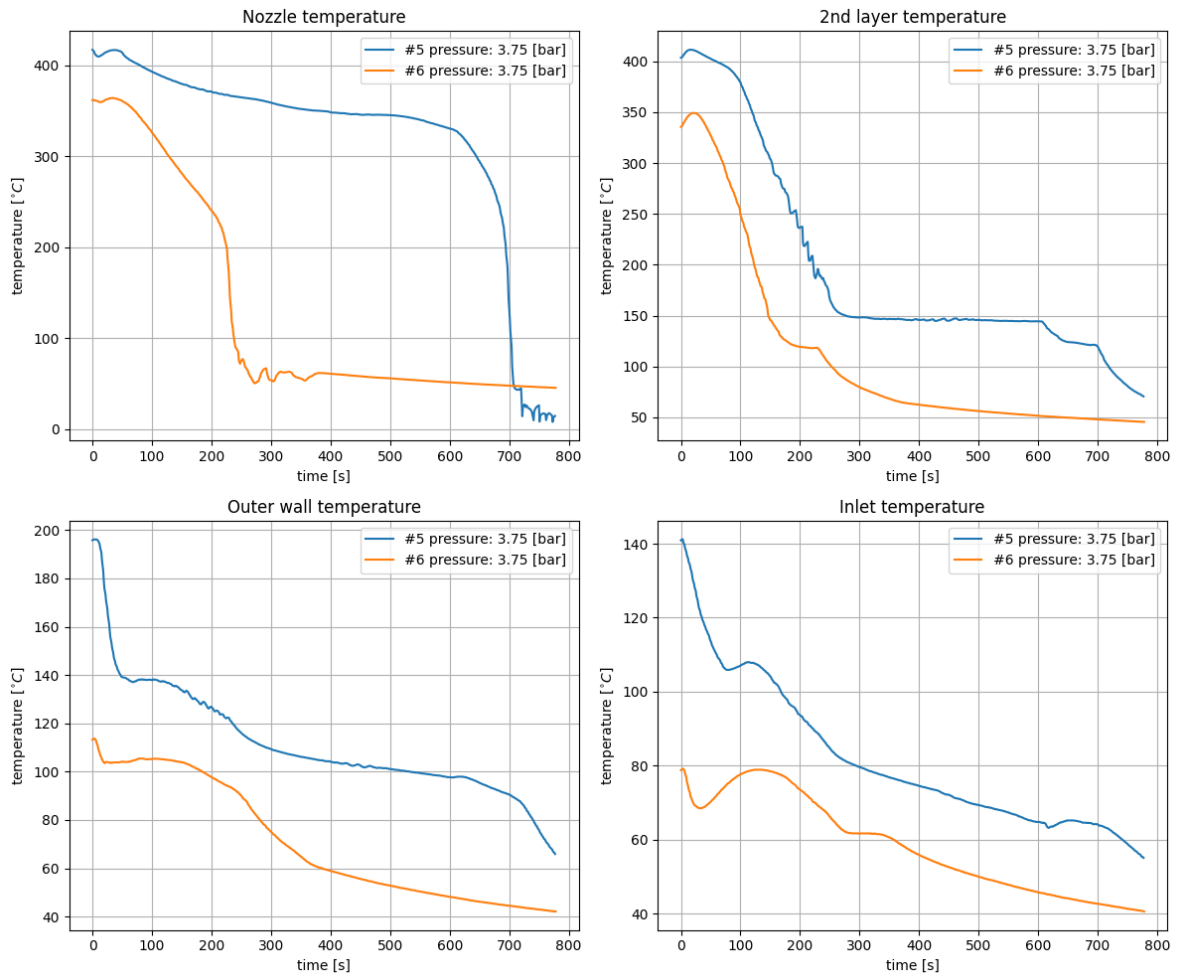 Nozzle temperature
#5 pressure: 3.75 [bar]
#6 pressure: 3.75 [bar]
temperature [°C]
400
300
200
100
0
0 100 200 300 400 500 600 700 800
time [s]
2nd layer temperature
#5 pressure: 3.75 [bar]
#6 pressure: 3.75 [bar]
temperature [°C]
400
350
300
250
200
150
100
50
0 100 200 300 400 500 600 700 800
time [s]
Outer wall temperature
#5 pressure: 3.75 [bar]
#6 pressure: 3.75 [bar]
temperature [°C]
200
180
160
140
120
100
80
60
40
0 100 200 300 400 500 600 700 800
time [s]
Inlet temperature
#5 pressure: 3.75 [bar]
#6 pressure: 3.75 [bar]
temperature [°C]
140
120
100
80
60
40
0 100 200 300 400 500 600 700 800
time [s]